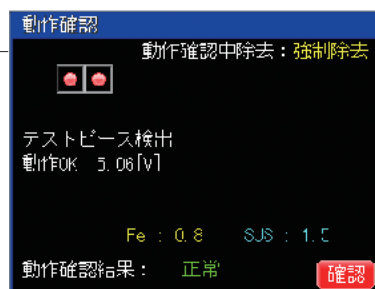 動作確認
動作確認中除去：強制除去
テストピース検出
動作OK 5.06[V]
Fe : 0.8 SUS : 1.5
動作確認結果： 正常
確認